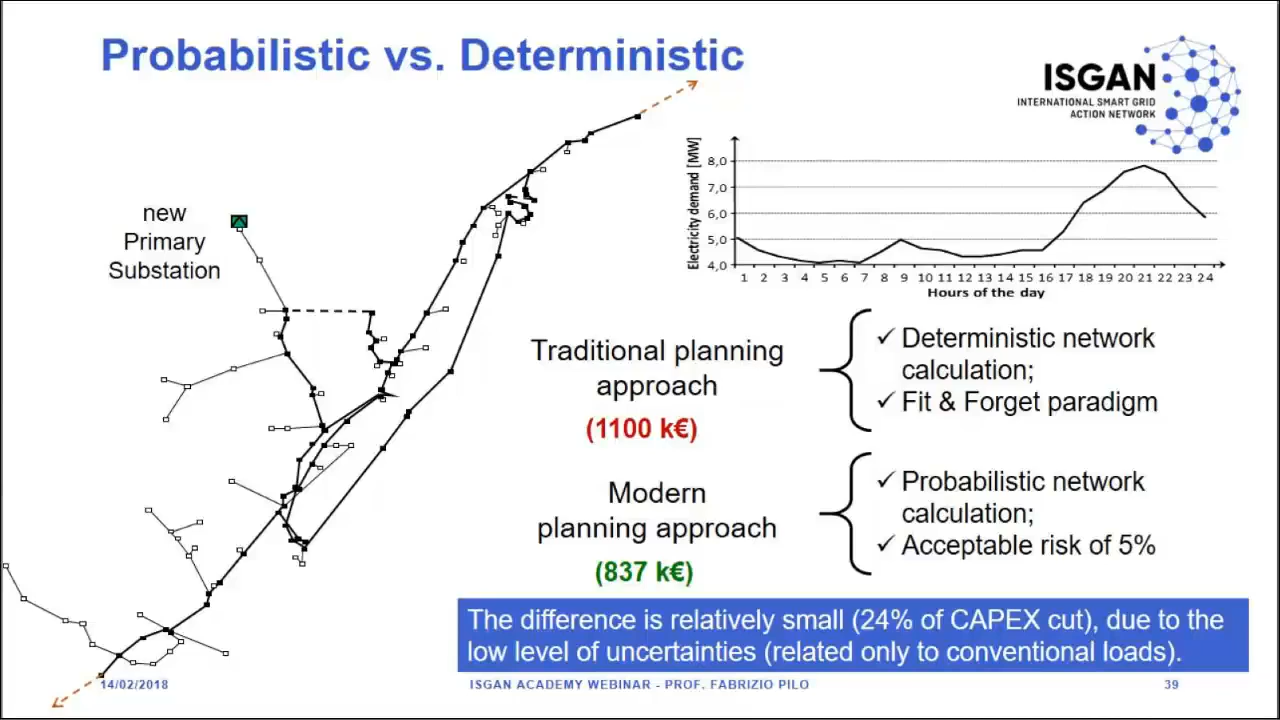 Probabilistic vs. Deterministic
ISGAN
INTERNATIONAL SMART GRID
ACTION NETWORK
new
Primary
Substation
Electricity demand [MW]
8,0
7,0
6,0
5,0
4,0
1 2 3 4 5 6 7 8 9 10 11 12 13 14 15 16 17 18 19 20 21 22 23 24
Hours of the day
Traditional planning
approach
(1100 k€)
✓ Deterministic network
calculation;
✓ Fit & Forget paradigm
Modern
planning approach
(837 k€)
✓ Probabilistic network
calculation;
✓ Acceptable risk of 5%
The difference is relatively small (24% of CAPEX cut), due to the
low level of uncertainties (related only to conventional loads).
14/02/2018
ISGAN ACADEMY WEBINAR - PROF. FABRIZIO PILO
39